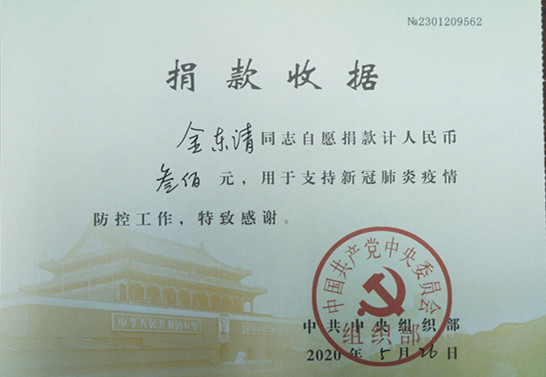 №2301209562
捐款收据
金东清同志自愿捐款计人民币
叁佰元，用于支持新冠肺炎疫情
防控工作，特致感谢。
中国共产党中央委员会
组织部
中共中央组织部
2020年5月26日